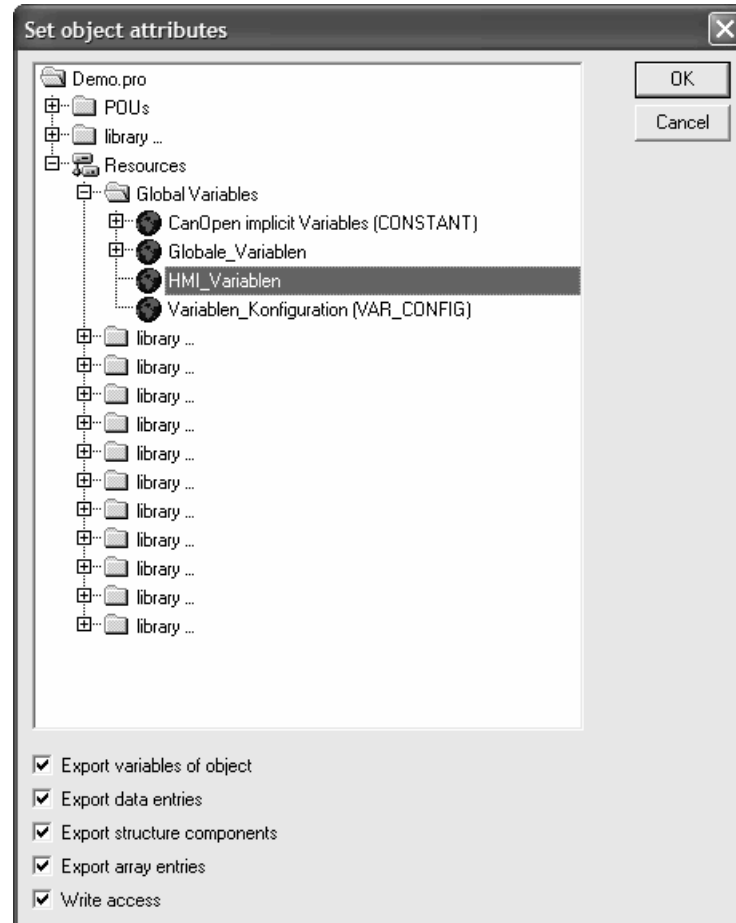 Set object attributes
Demo.pro
POUs
library ...
Resources
Global Variables
CanOpen implicit Variables (CONSTANT)
Globale_Variablen
HMI_Variablen
Variablen_Konfiguration (VAR_CONFIG)
library ...
library ...
library ...
library ...
library ...
library ...
library ...
library ...
library ...
library ...
library ...
OK
Cancel
Export variables of object
Export data entries
Export structure components
Export array entries
Write access